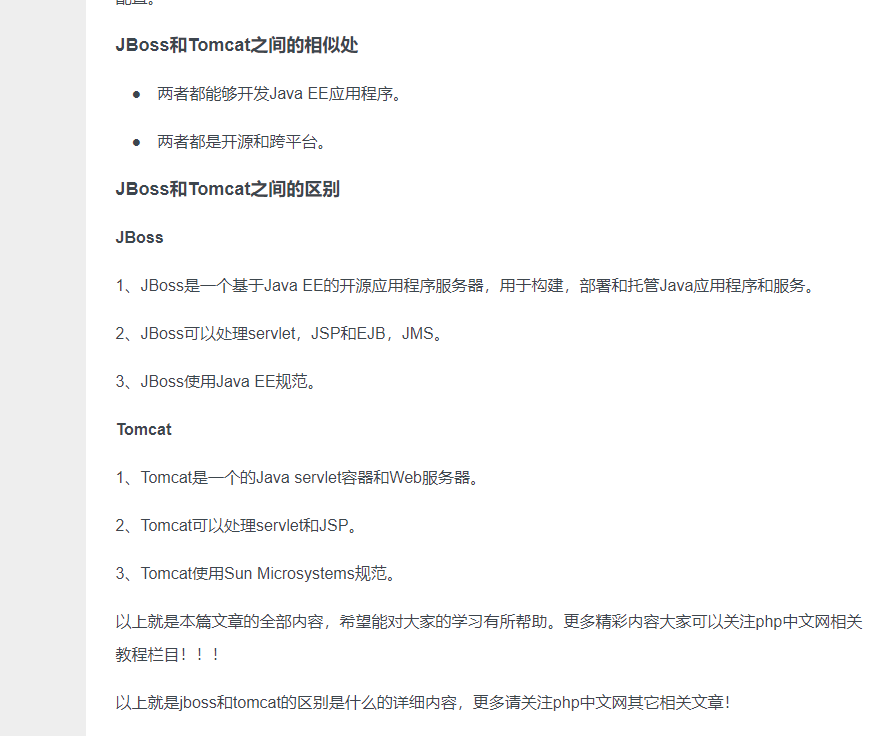 配置。
JBoss和Tomcat之间的相似处
● 两者都能够开发Java EE应用程序。
● 两者都是开源和跨平台。
JBoss和Tomcat之间的区别
JBoss
1、JBoss是一个基于Java EE的开源应用程序服务器，用于构建，部署和托管Java应用程序和服务。
2、JBoss可以处理servlet，JSP和EJB，JMS。
3、JBoss使用Java EE规范。
Tomcat
1、Tomcat是一个的Java servlet容器和Web服务器。
2、Tomcat可以处理servlet和JSP。
3、Tomcat使用Sun Microsystems规范。
以上就是本篇文章的全部内容，希望能对大家的学习有所帮助。更多精彩内容大家可以关注php中文网相关
教程栏目！！！
以上就是jboss和tomcat的区别是什么的详细内容，更多请关注php中文网其它相关文章！